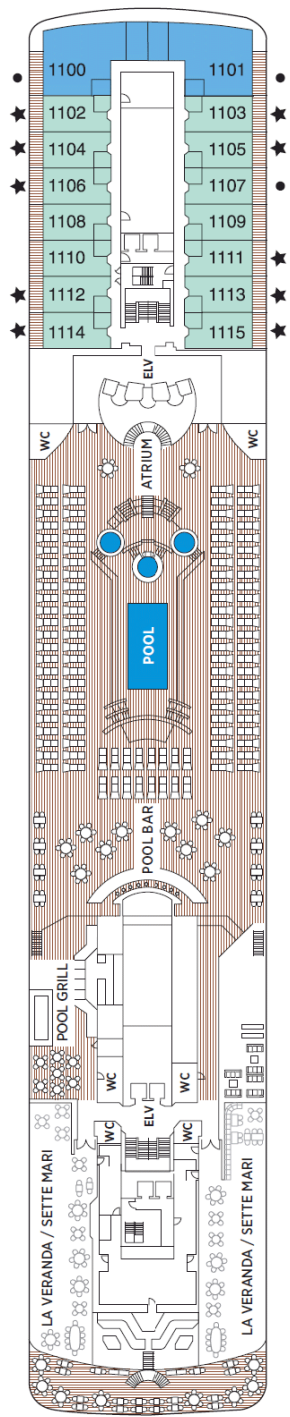 1100 1101
1102 1103
1104 1105
1106 1107
1108 1109
1110 1111
1112 1113
1114 1115
ELV
WC
WC
ATRIUM
POOL
POOL BAR
POOL GRILL
WC
WC
ELV
WC
WC
LA VERANDA / SETTE MARI
LA VERANDA / SETTE MARI